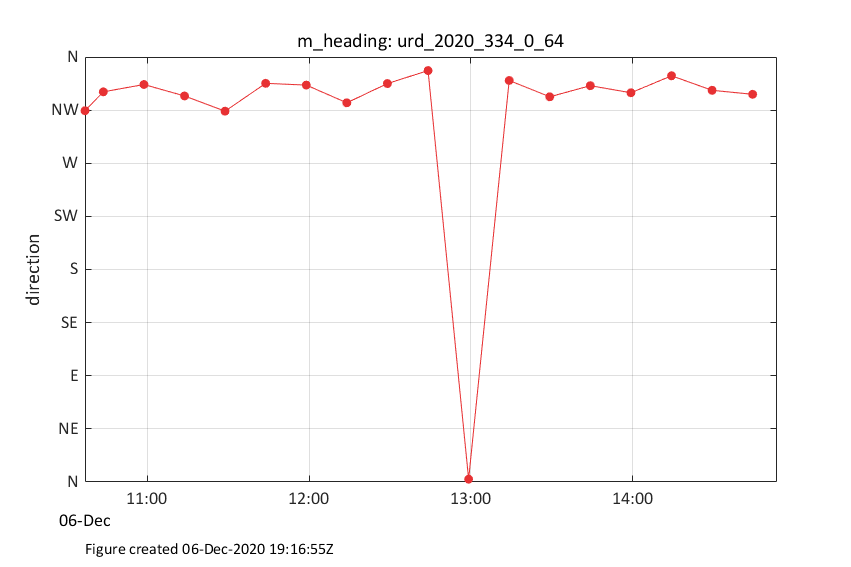 m_heading: urd_2020_334_0_64
N
NW
W
SW
S
SE
E
NE
N
direction
11:00 12:00 13:00 14:00
06-Dec
Figure created 06-Dec-2020 19:16:55Z